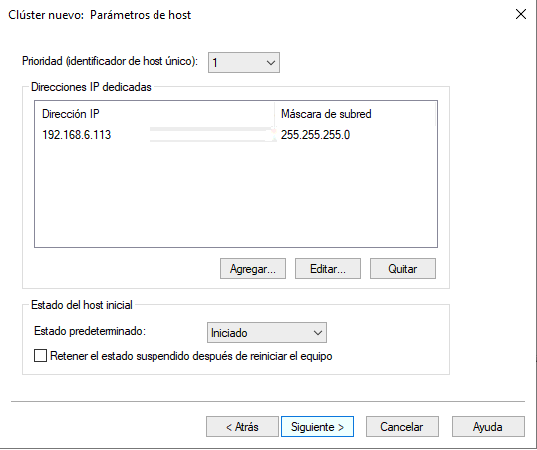 Clúster nuevo: Parámetros de host
Prioridad (identificador de host único): 1
Direcciones IP dedicadas
Dirección IP Máscara de subred
192.168.6.113 255.255.255.0
Agregar... Editar... Quitar
Estado del host inicial
Estado predeterminado: Iniciado
Retener el estado suspendido después de reiniciar el equipo
< Atrás Siguiente > Cancelar Ayuda